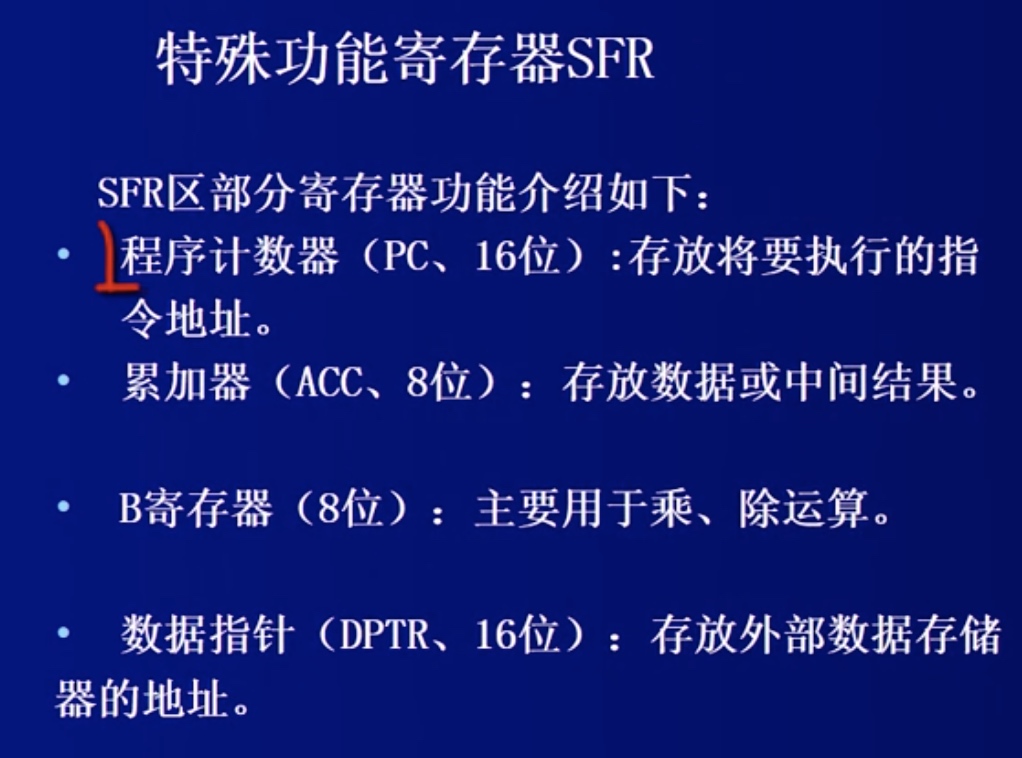 特殊功能寄存器SFR
SFR区部分寄存器功能介绍如下：
• 程序计数器（PC、16位）:存放将要执行的指
令地址。
• 累加器（ACC、8位）：存放数据或中间结果。
• B寄存器（8位）：主要用于乘、除运算。
• 数据指针（DPTR、16位）：存放外部数据存储
器的地址。